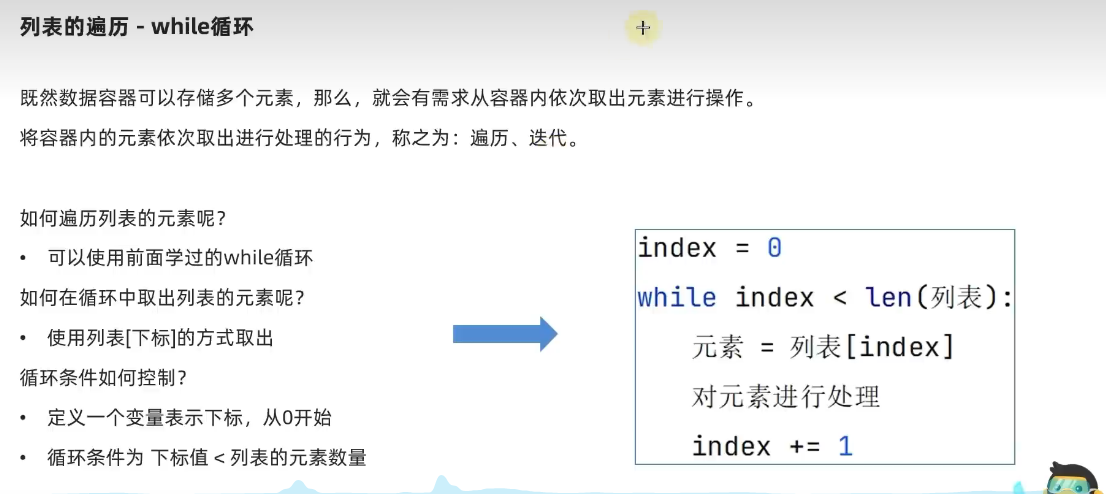 列表的遍历 - while循环
既然数据容器可以存储多个元素，那么，就会有需求从容器内依次取出元素进行操作。
将容器内的元素依次取出进行处理的行为，称之为：遍历、迭代。
如何遍历列表的元素呢？
• 可以使用前面学过的while循环
如何在循环中取出列表的元素呢？
• 使用列表[下标]的方式取出
循环条件如何控制？
• 定义一个变量表示下标，从0开始
• 循环条件为 下标值 < 列表的元素数量
index = 0
while index < len(列表):
    元素 = 列表[index]
    对元素进行处理
    index += 1